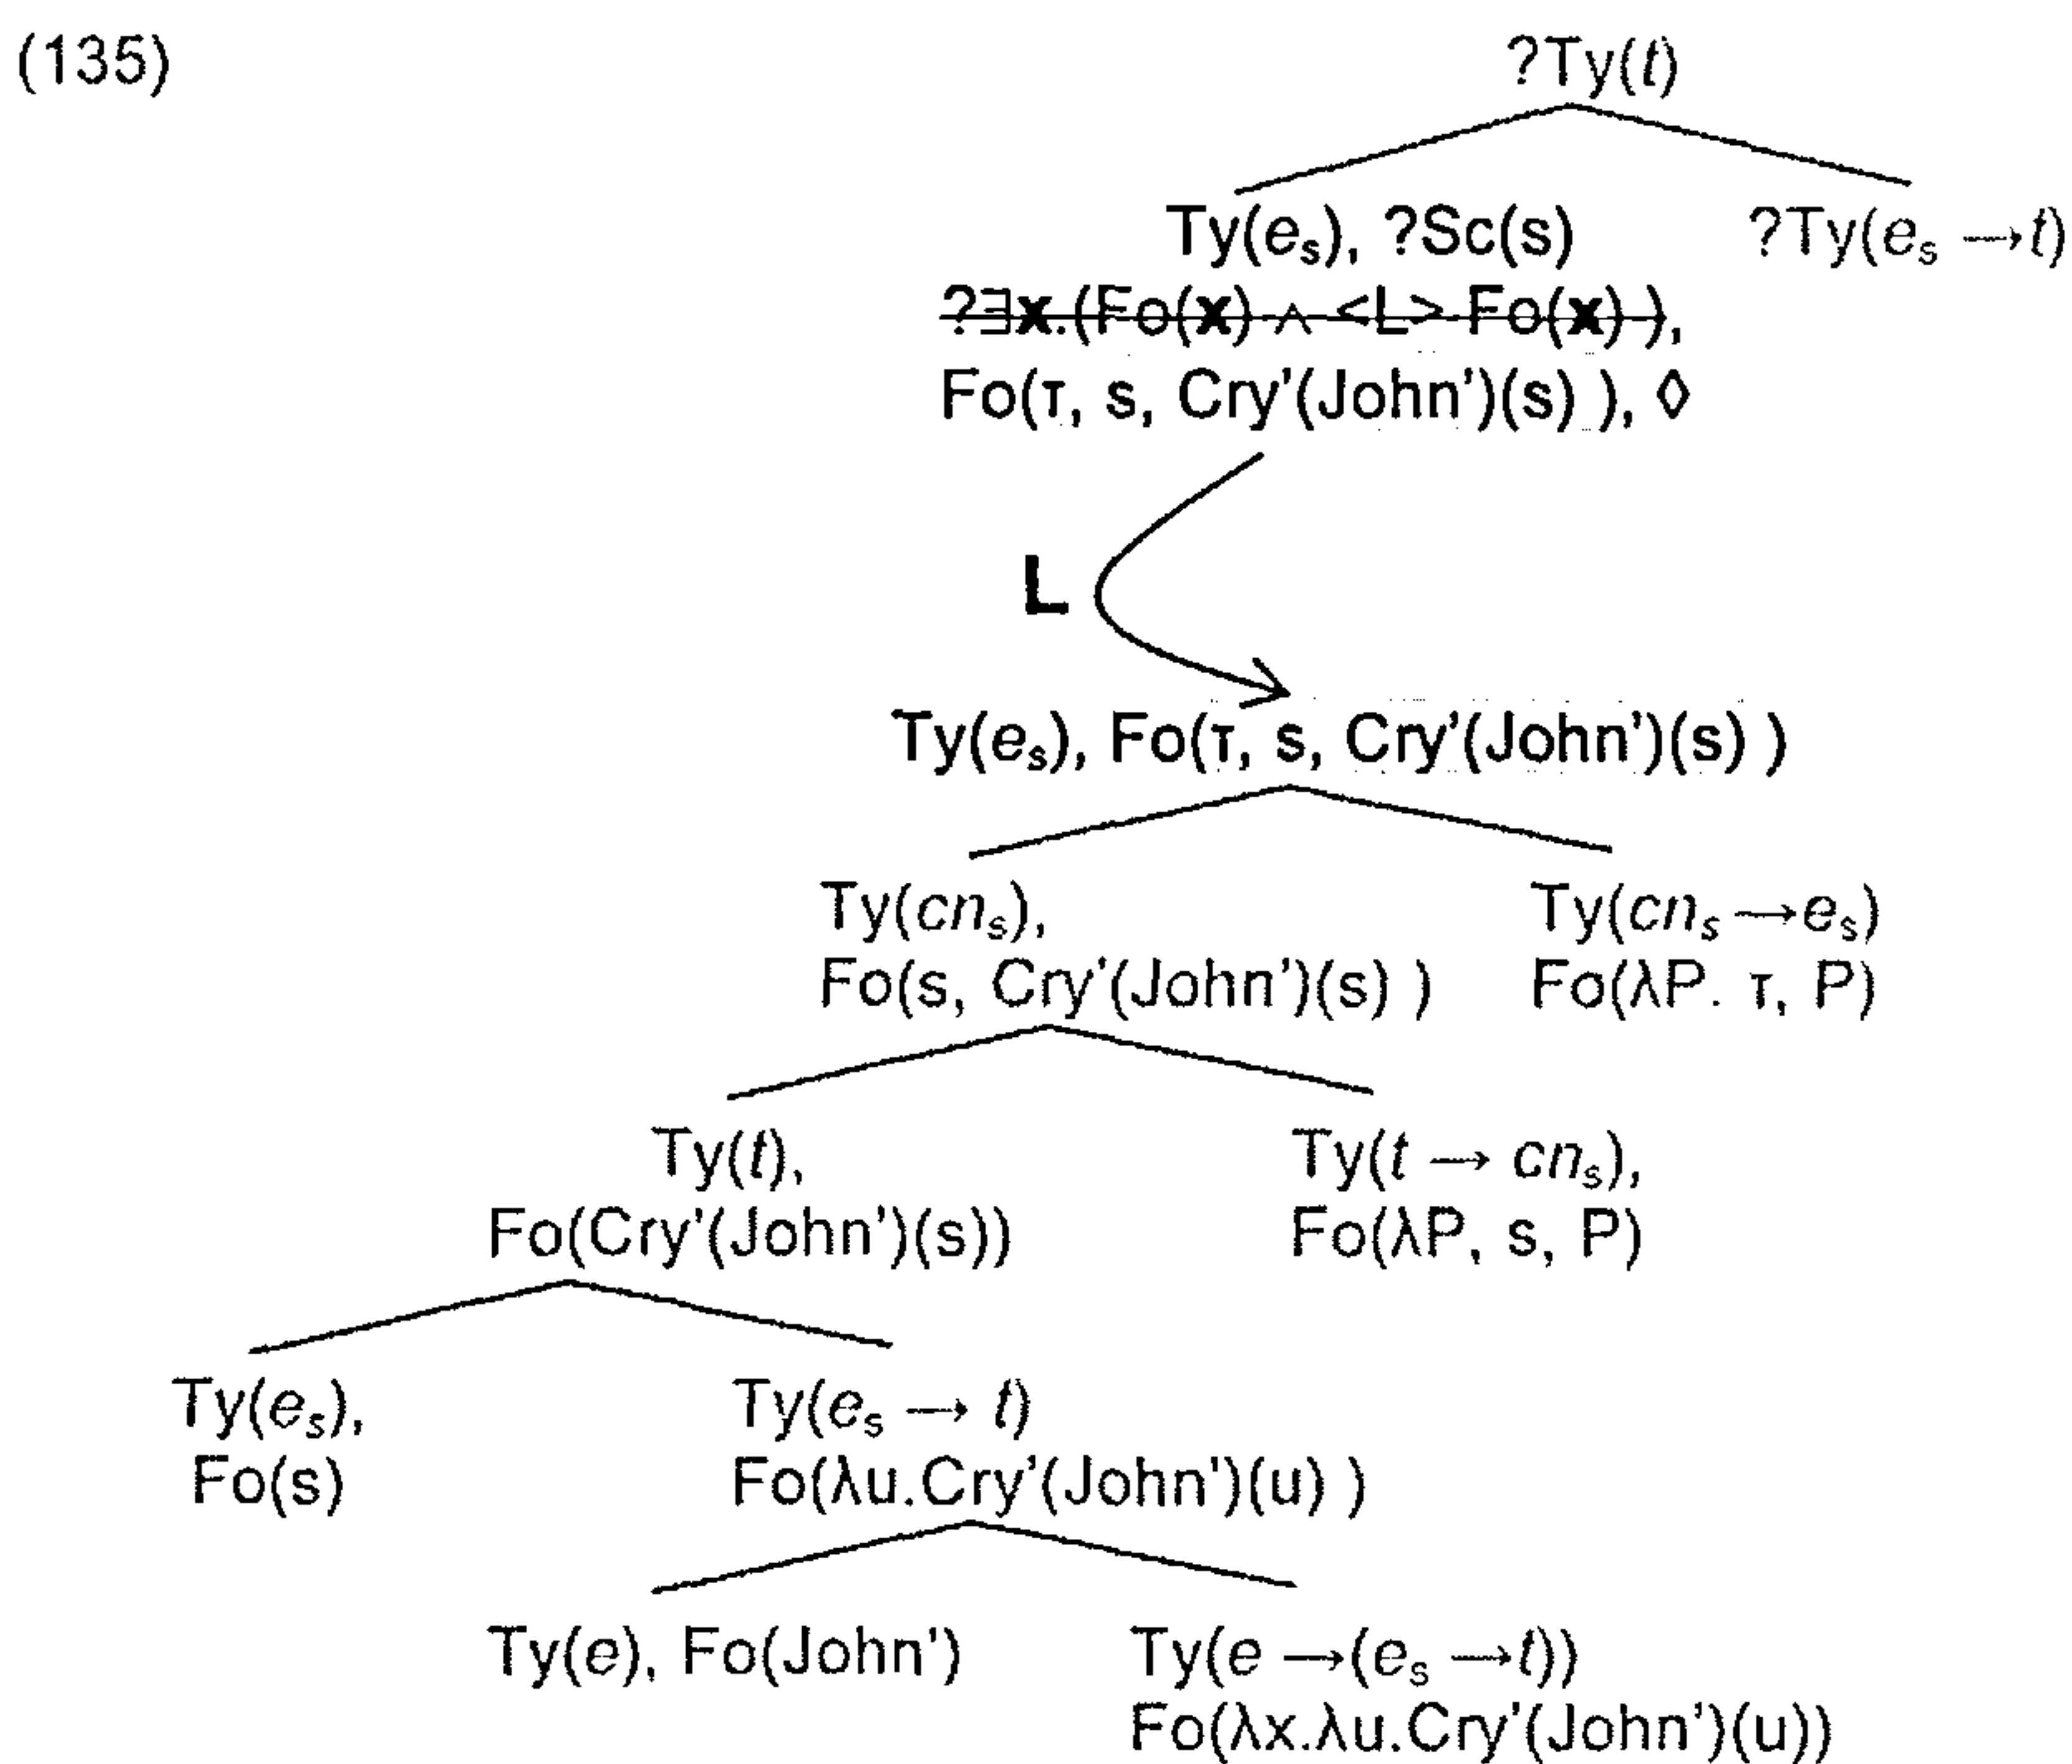 (135)
?Ty(t)
Ty(eₛ), ?Sc(s) ?Ty(eₛ → t)
?∃x.(Fo(x) ∧ <L> Fo(x) ),
Fo(τ, s, Cry'(John')(s) ), ◊
L
Ty(eₛ), Fo(τ, s, Cry'(John')(s) )
Ty(cnₛ), Ty(cnₛ → eₛ)
Fo(s, Cry'(John')(s) ) Fo(λP. τ, P)
Ty(t), Ty(t → cnₛ),
Fo(Cry'(John')(s)) Fo(λP, s, P)
Ty(eₛ), Ty(eₛ → t)
Fo(s) Fo(λu.Cry'(John')(u) )
Ty(e), Fo(John') Ty(e → (eₛ → t))
Fo(λx.λu.Cry'(John')(u))